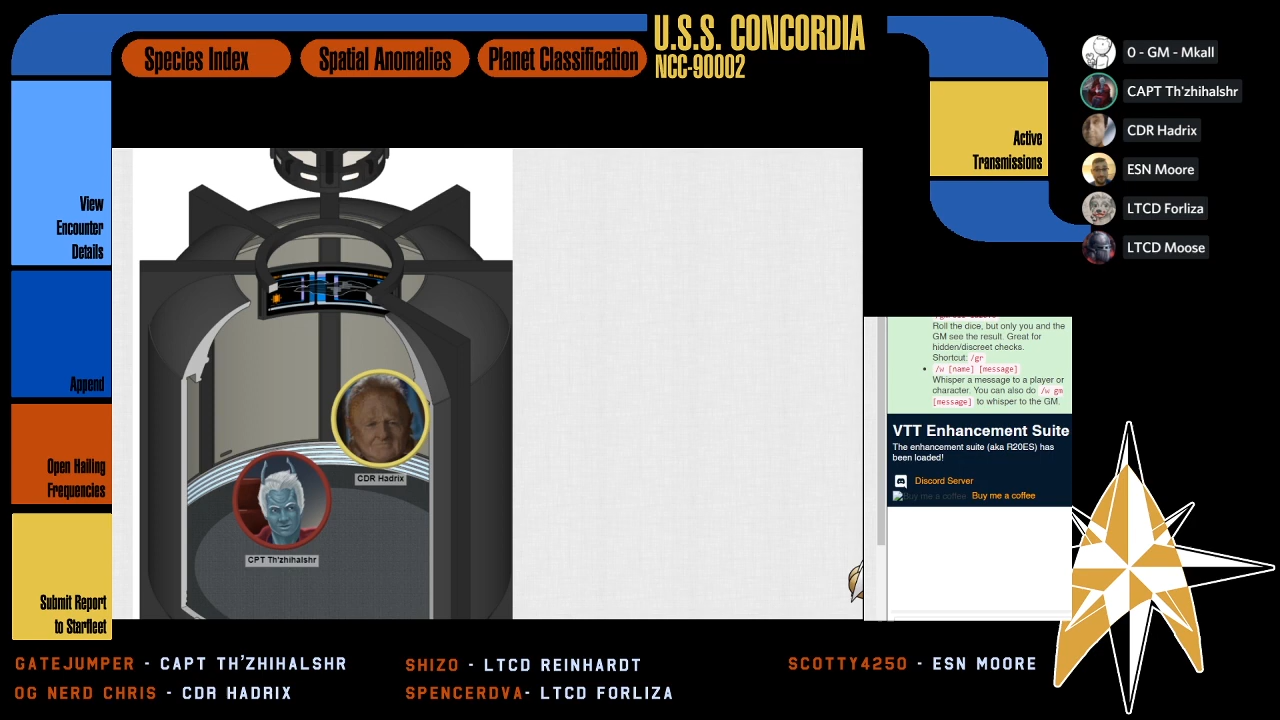 Species Index
Spatial Anomalies
Planet Classification
U.S.S. CONCORDIA
NCC-90002
View
Encounter
Details
Append
Open Hailing
Frequencies
Submit Report
to Starfleet
Active
Transmissions
0 - GM - Mkall
CAPT Th'zhihalshr
CDR Hadrix
ESN Moore
LTCD Forliza
LTCD Moose
CDR Hadrix
CPT Th'zhihalshr
Roll the dice, but only you and the
GM see the result. Great for
hidden/discreet checks.
Shortcut: /gr
• /w [name] [message]
Whisper a message to a player or
character. You can also do /w gm
[message] to whisper to the GM.
VTT Enhancement Suite
The enhancement suite (aka R20ES) has
been loaded!
Discord Server
Buy me a coffee Buy me a coffee
GATEJUMPER - CAPT TH'ZHIHALSHR
SHIZO - LTCD REINHARDT
SCOTTY4250 - ESN MOORE
OG NERD CHRIS - CDR HADRIX
SPENCERDVA- LTCD FORLIZA